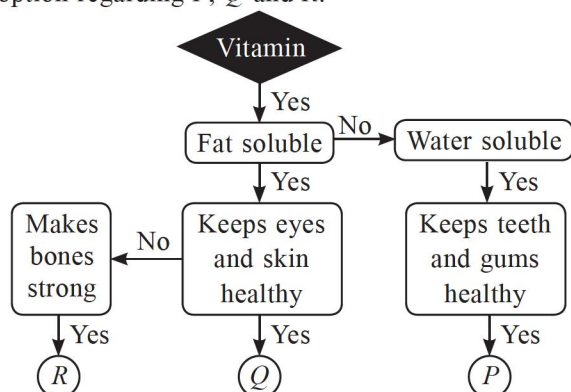 option regarding P, Q and R.
Vitamin
Yes
Fat soluble
No
Water soluble
Yes
Yes
Makes
bones
strong
No
Keeps eyes
and skin
healthy
Keeps teeth
and gums
healthy
Yes
Yes
Yes
R
Q
P